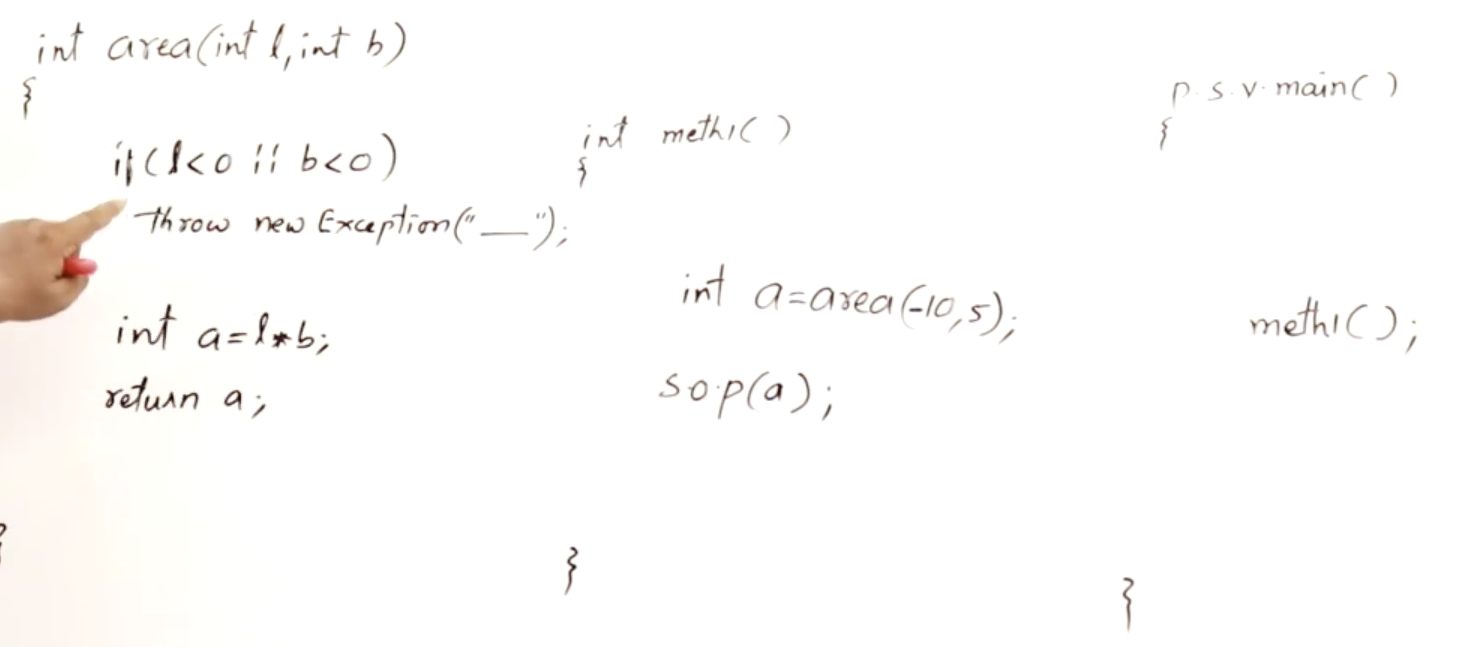 int area(int l, int b)
{
if(l<0 || b<0)
throw new Exception("—");
int a=l*b;
return a;
}
int meth1( )
{
int a=area(-10,5);
s.o.p(a);
}
p.s.v.main( )
{
meth1( );
}